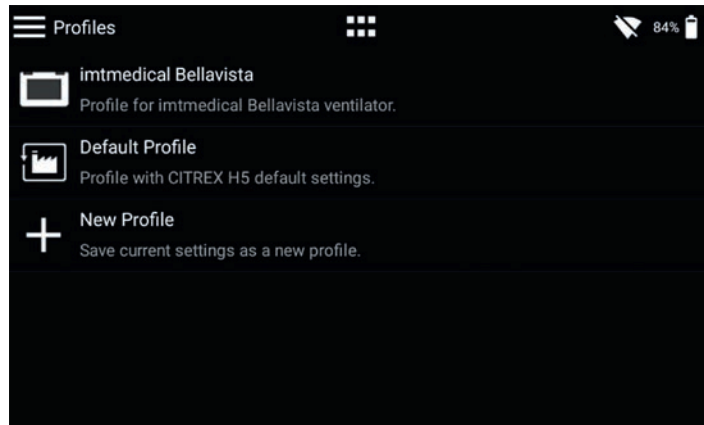 Profiles
84%
imtmedical Bellavista
Profile for imtmedical Bellavista ventilator.
Default Profile
Profile with CITREX H5 default settings.
New Profile
Save current settings as a new profile.